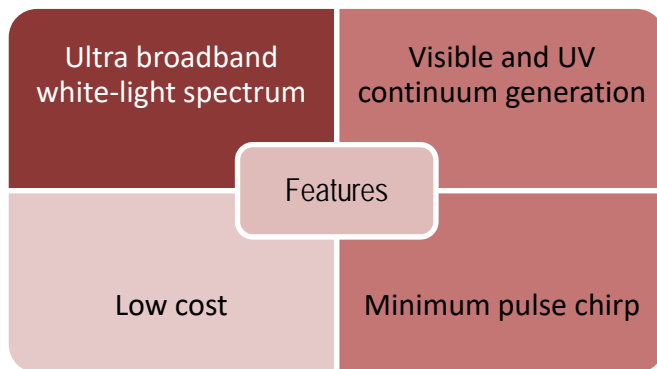 Ultra broadband
white-light spectrum
Visible and UV
continuum generation
Features
Low cost
Minimum pulse chirp